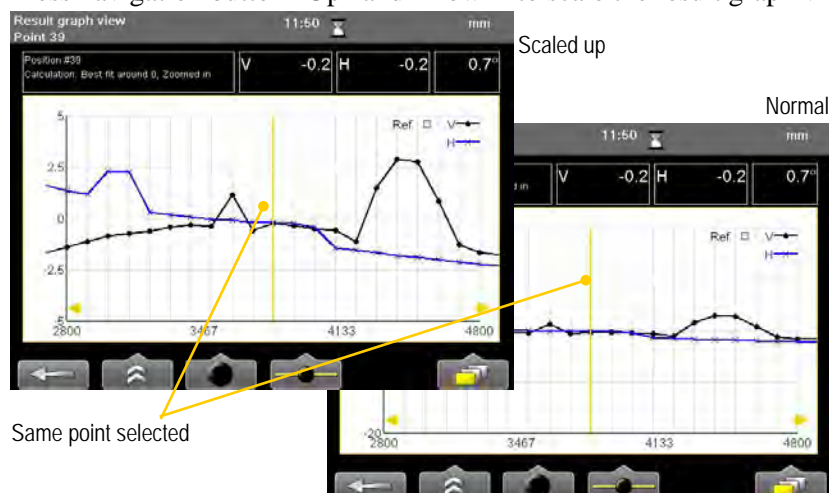 Result graph view 11:50 mm
Point 39
Position #39
Calculation: Best fit around 0, Zoomed in
V -0.2 H -0.2 0.7°
Ref V
H
5
2.5
0
-2.5
-5
2800 3467 4133 4800
Scaled up
Normal
11:50 mm
d in
V -0.2 H -0.2 0.7°
Ref V
H
-20
2800 3467 4133 4800
Same point selected